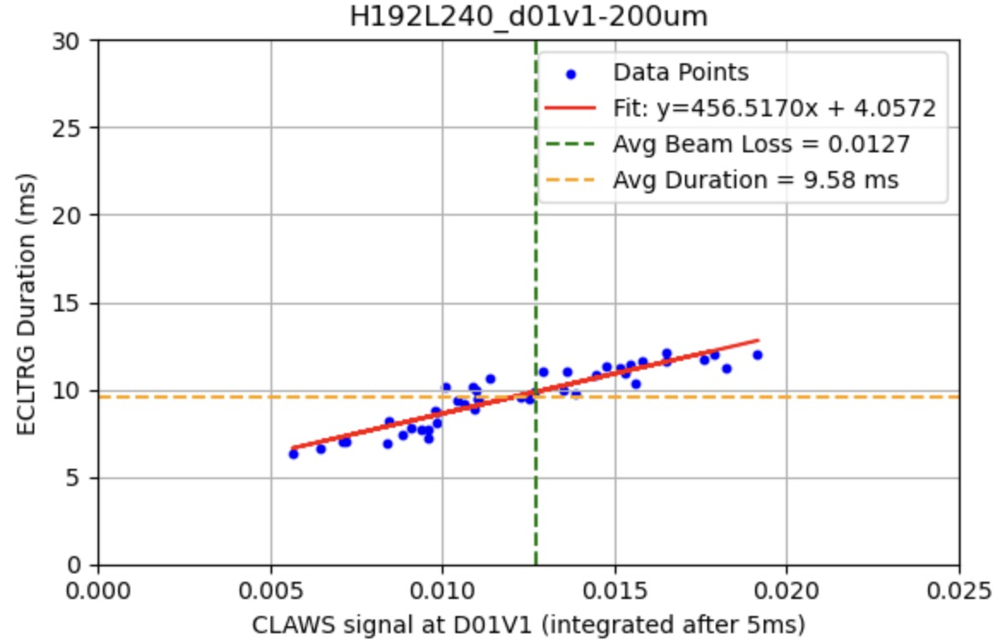 H192L240_d01v1-200um
30
25
20
15
10
5
0
ECLTRG Duration (ms)
Data Points
Fit: y=456.5170x + 4.0572
Avg Beam Loss = 0.0127
Avg Duration = 9.58 ms
0.000 0.005 0.010 0.015 0.020 0.025
CLAWS signal at D01V1 (integrated after 5ms)